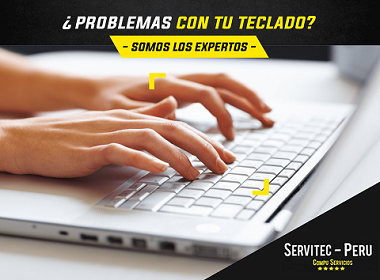 ¿PROBLEMAS CON TU TECLADO?
- SOMOS LOS EXPERTOS -
SERVITEC - PERU
COMPU SERVICIOS